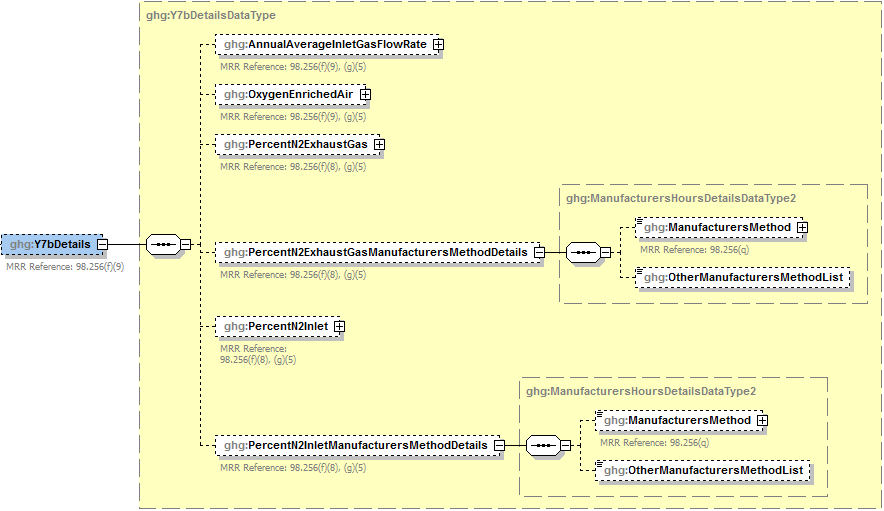 ghg:Y7bDetailsDataType
ghg:AnnualAverageInletGasFlowRate
MRR Reference: 98.256(f)(9), (g)(5)
ghg:OxygenEnrichedAir
MRR Reference: 98.256(f)(9), (g)(5)
ghg:PercentN2ExhaustGas
MRR Reference: 98.256(f)(8), (g)(5)
ghg:Y7bDetails
MRR Reference: 98.256(f)(9)
ghg:PercentN2ExhaustGasManufacturersMethodDetails
MRR Reference: 98.256(f)(8), (g)(5)
ghg:ManufacturersHoursDetailsDataType2
ghg:ManufacturersMethod
MRR Reference: 98.256(q)
ghg:OtherManufacturersMethodList
ghg:PercentN2Inlet
MRR Reference:
98.256(f)(8), (g)(5)
ghg:PercentN2InletManufacturersMethodDetails
MRR Reference: 98.256(f)(8), (g)(5)
ghg:ManufacturersHoursDetailsDataType2
ghg:ManufacturersMethod
MRR Reference: 98.256(q)
ghg:OtherManufacturersMethodList